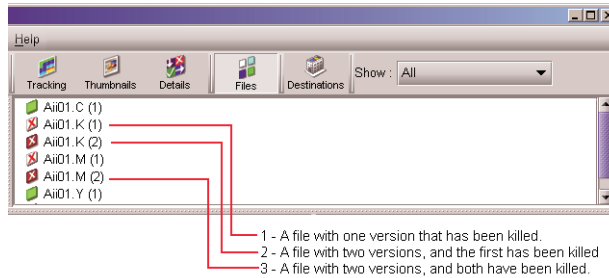 Help
Tracking Thumbnails Details Files Destinations Show : All
Aii01.C (1)
Aii01.K (1)
Aii01.K (2)
Aii01.M (1)
Aii01.M (2)
Aii01.Y (1)
1 - A file with one version that has been killed.
2 - A file with two versions, and the first has been killed
3 - A file with two versions, and both have been killed.